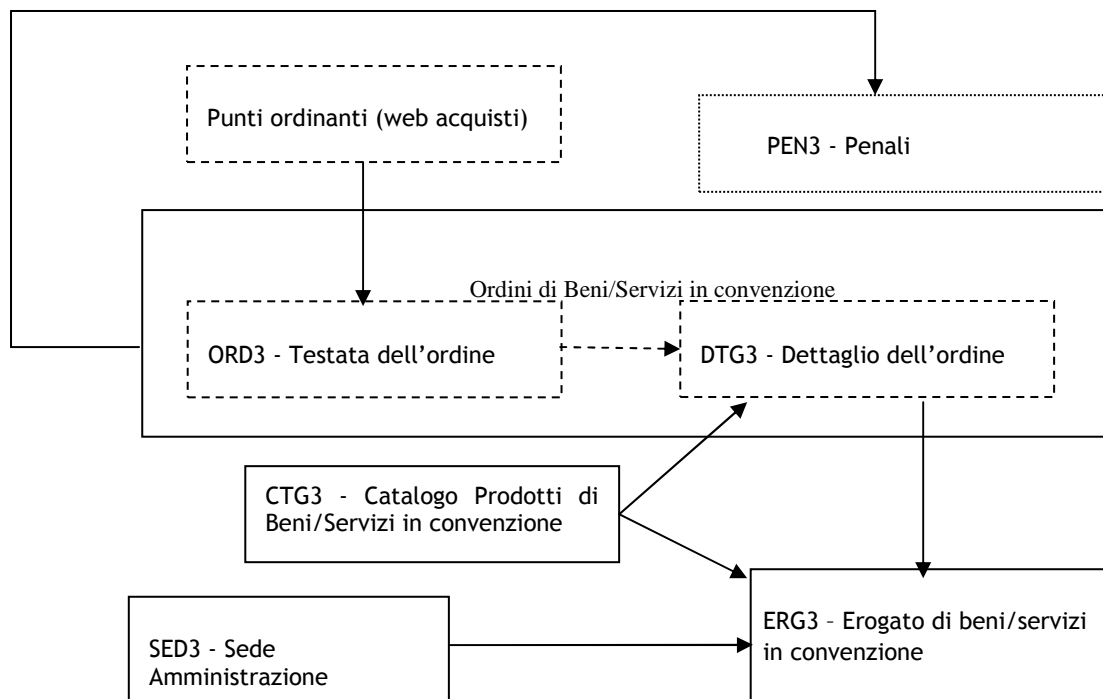 Punti ordinanti (web acquisti)
PEN3 - Penali
Ordini di Beni/Servizi in convenzione
ORD3 - Testata dell’ordine
DTG3 – Dettaglio dell’ordine
CTG3 - Catalogo Prodotti di
Beni/Servizi in convenzione
ERG3 – Erogato di beni/servizi
in convenzione
SED3 - Sede
Amministrazione